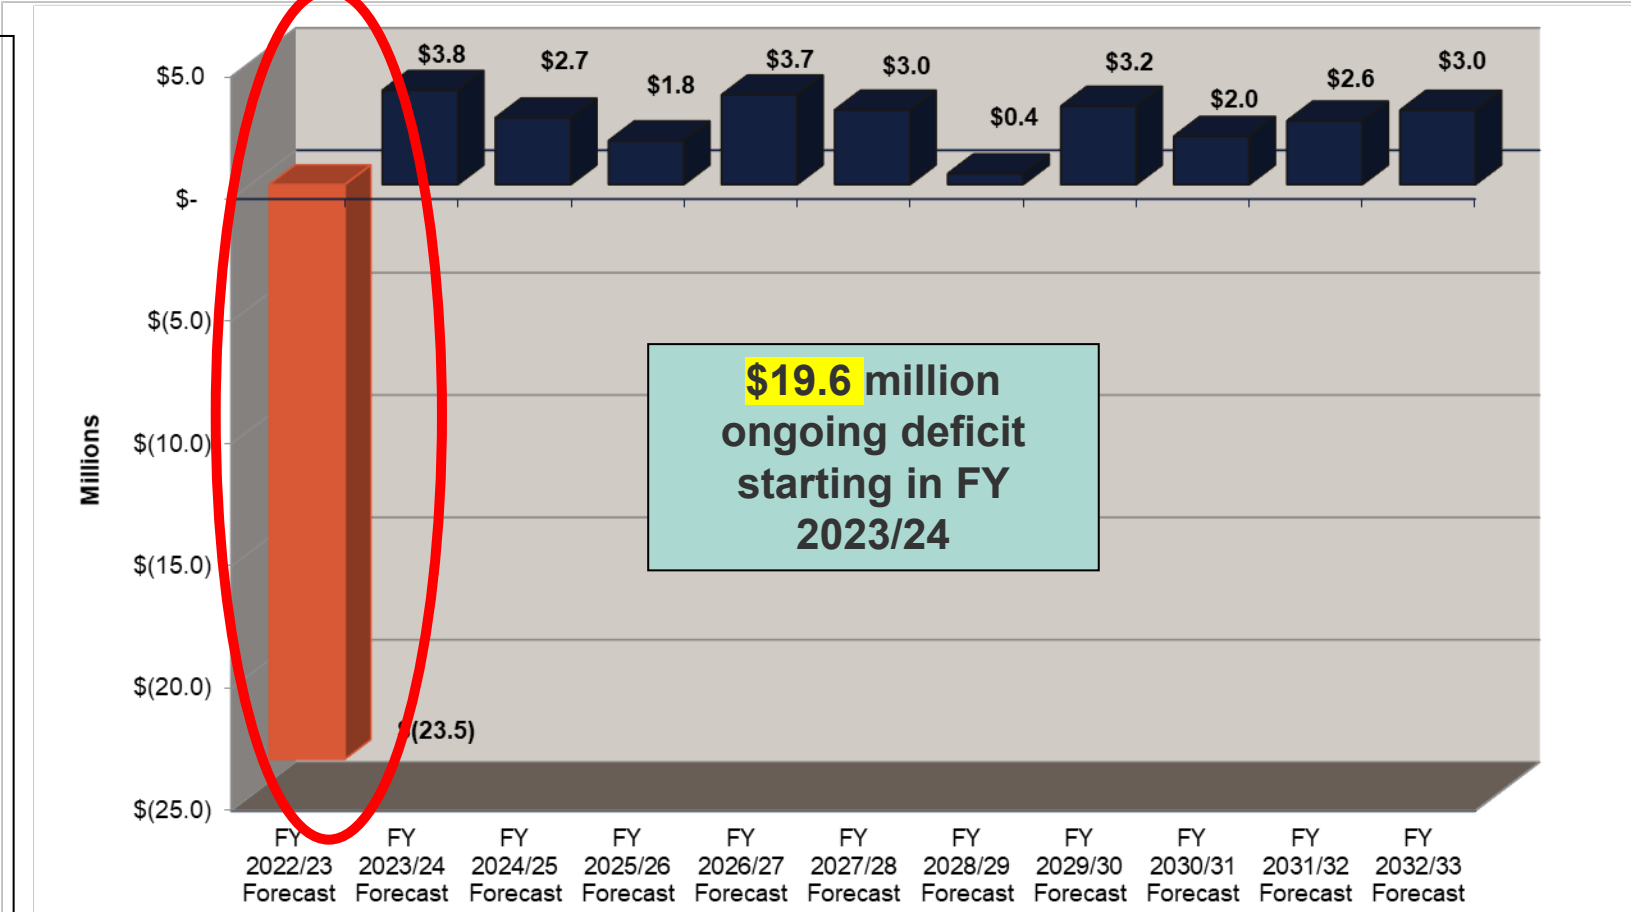 $3.8
$2.7
$1.8
$3.7
$3.0
$0.4
$3.2
$2.0
$2.6
$3.0
$5.0
$-
$(5.0)
$(10.0)
$(15.0)
$(20.0)
$(25.0)
Millions
$19.6 million
ongoing deficit
starting in FY
2023/24
$(23.5)
FY
2022/23
Forecast
FY
2023/24
Forecast
FY
2024/25
Forecast
FY
2025/26
Forecast
FY
2026/27
Forecast
FY
2027/28
Forecast
FY
2028/29
Forecast
FY
2029/30
Forecast
FY
2030/31
Forecast
FY
2031/32
Forecast
FY
2032/33
Forecast